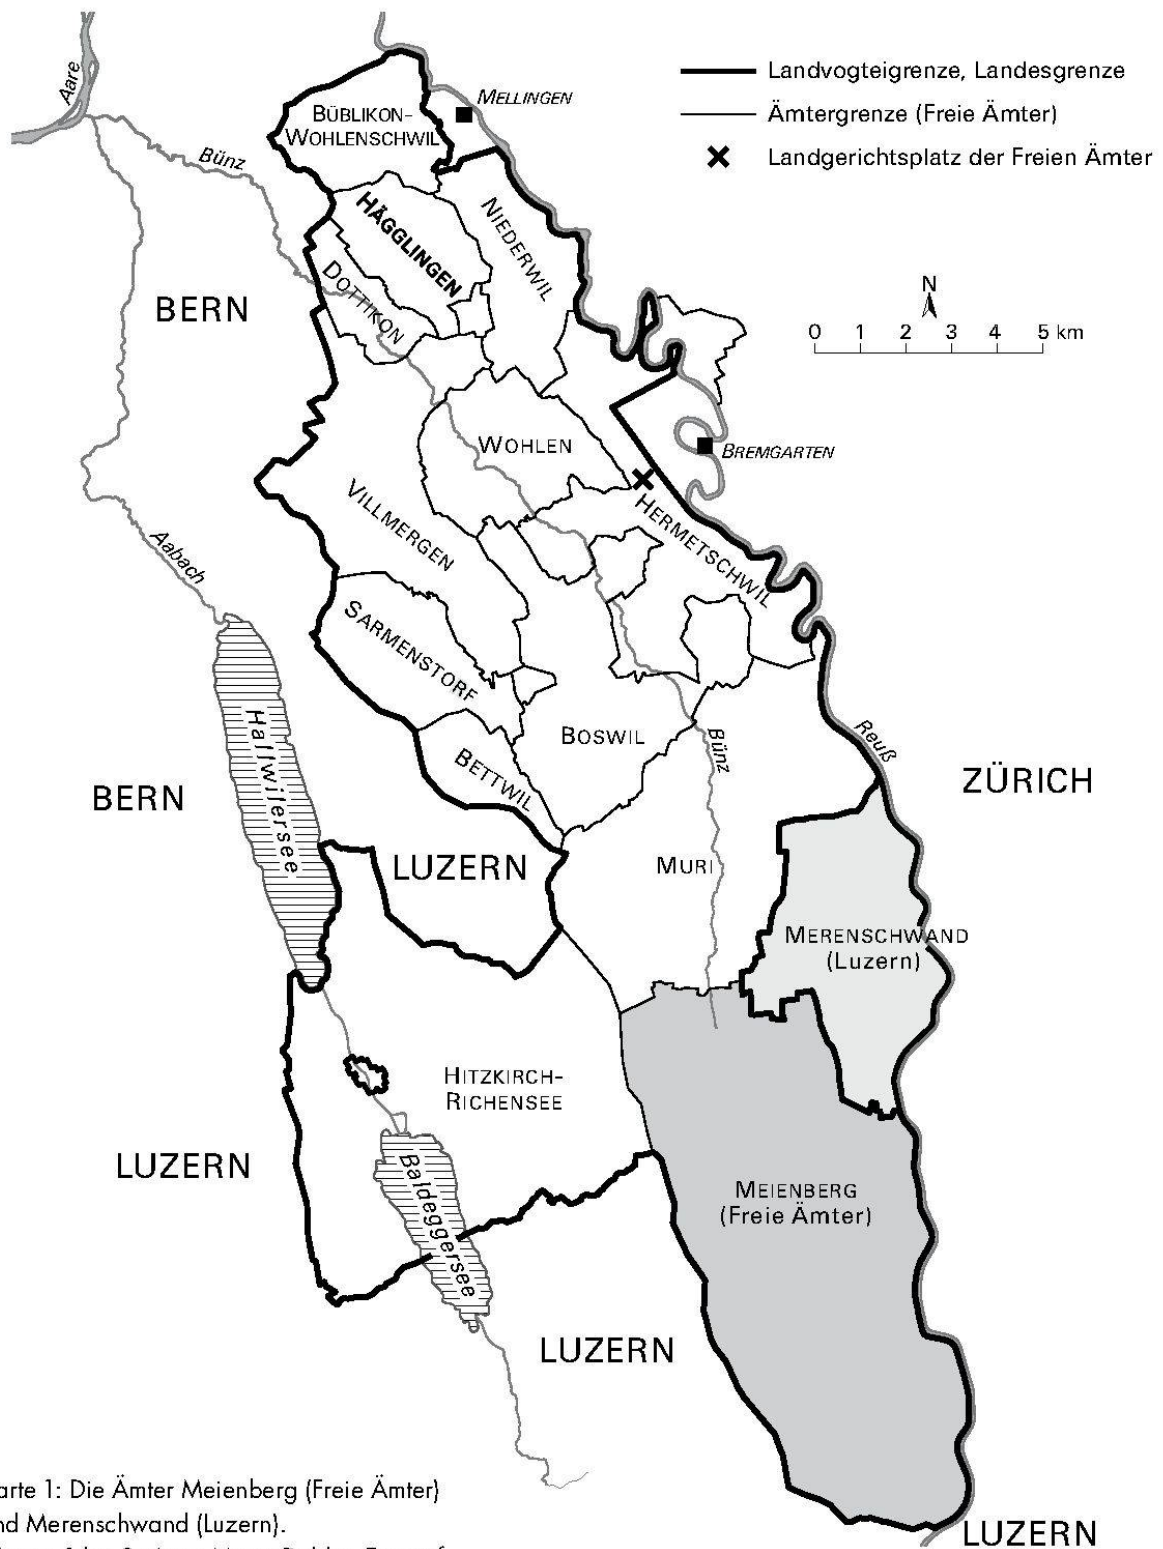 Landvogteigrenze, Landesgrenze
Ämtergrenze (Freie Ämter)
Landgerichtsplatz der Freien Ämter
Aare
Bünz
BÜBLIKON-
WOHLENSCHWIL
MELLINGEN
HÄGGLINGEN
NIEDERWIL
DOTTIKON
BERN
N
0 1 2 3 4 5 km
WOHLEN
BREMGARTEN
VILLMERGEN
HERMETSCHWIL
Aabach
SARMENSTORF
Hallwilersee
BOSWIL
Bünz
Reuß
BETTWIL
ZÜRICH
BERN
LUZERN
MURI
MERENSCHWAND
(Luzern)
HITZKIRCH-
RICHENSEE
LUZERN
Baldeggersee
MEIENBERG
(Freie Ämter)
LUZERN
arte 1: Die Ämter Meienberg (Freie Ämter)
nd Merenschwand (Luzern).
LUZERN